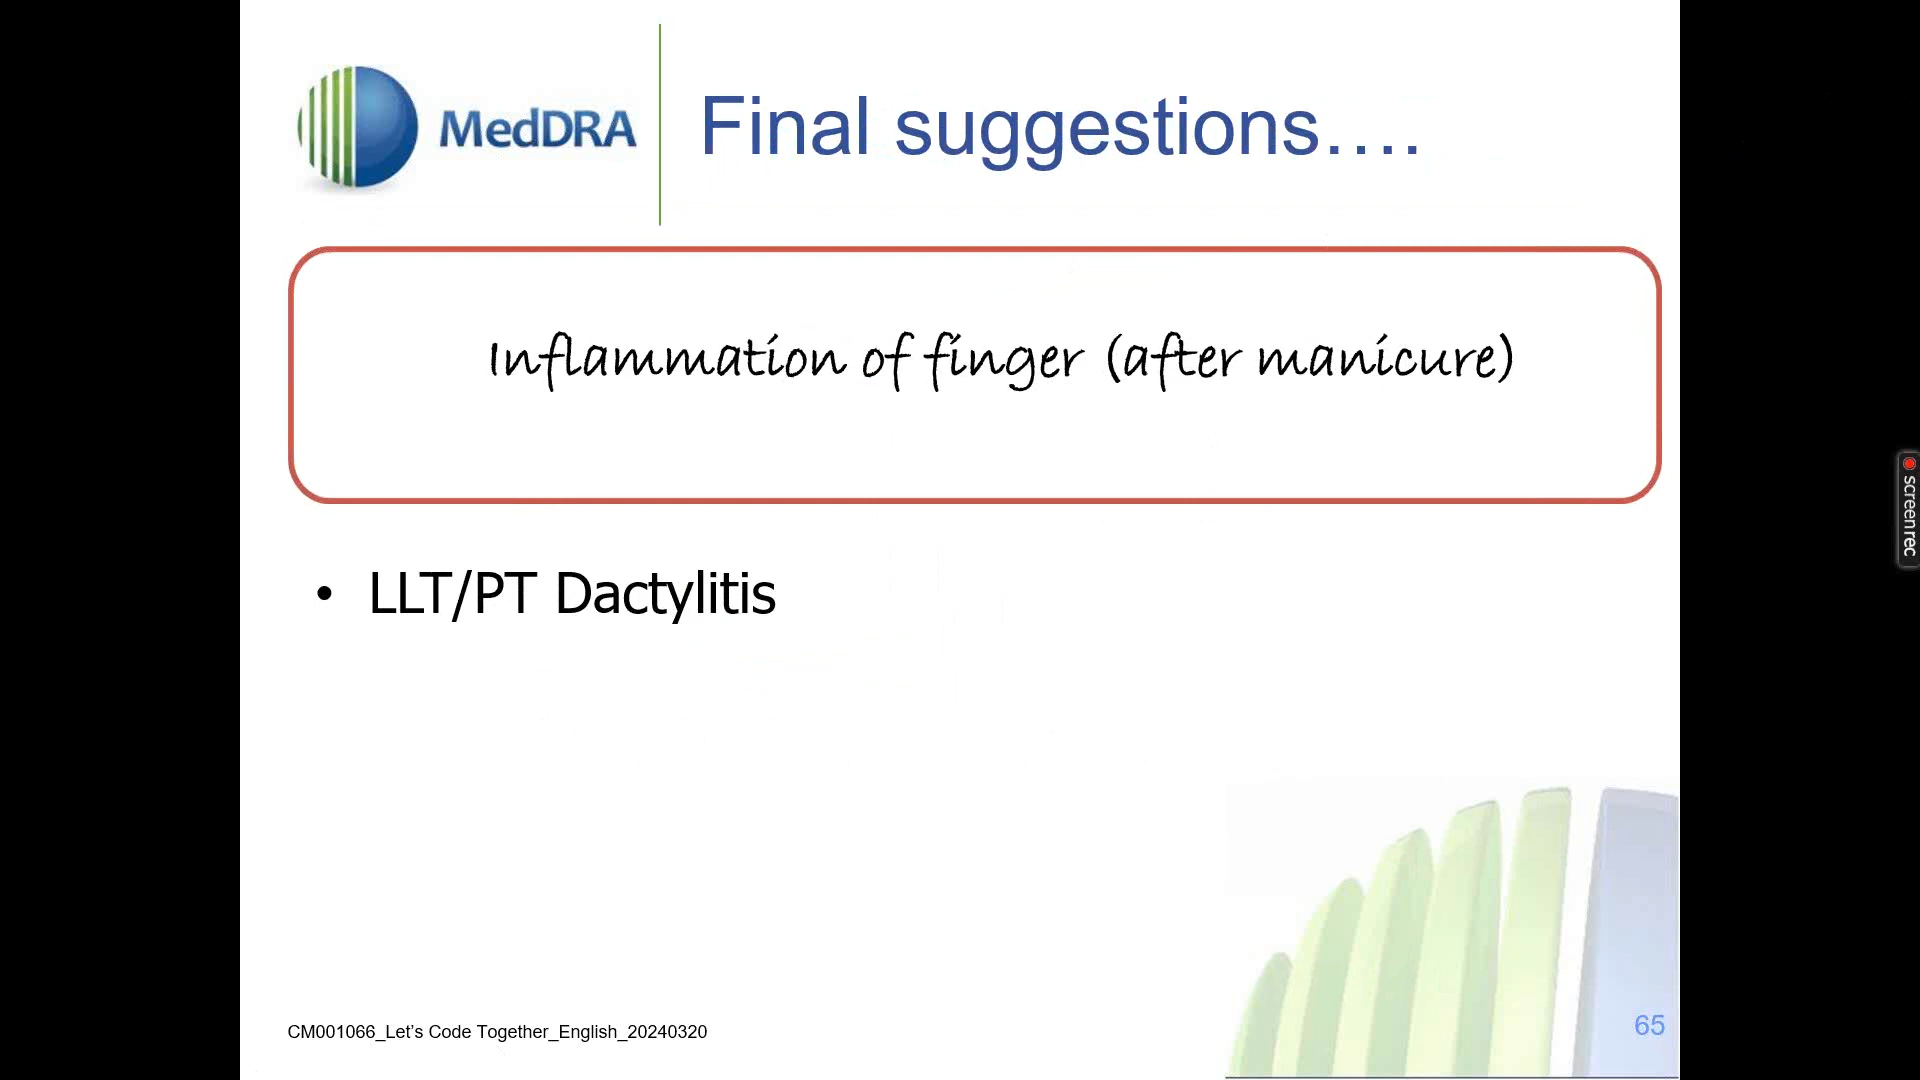 MedDRA
Final suggestions….
Inflammation of finger (after manicure)
• LLT/PT Dactylitis
CM001066_Let’s Code Together_English_20240320
65
screenrec